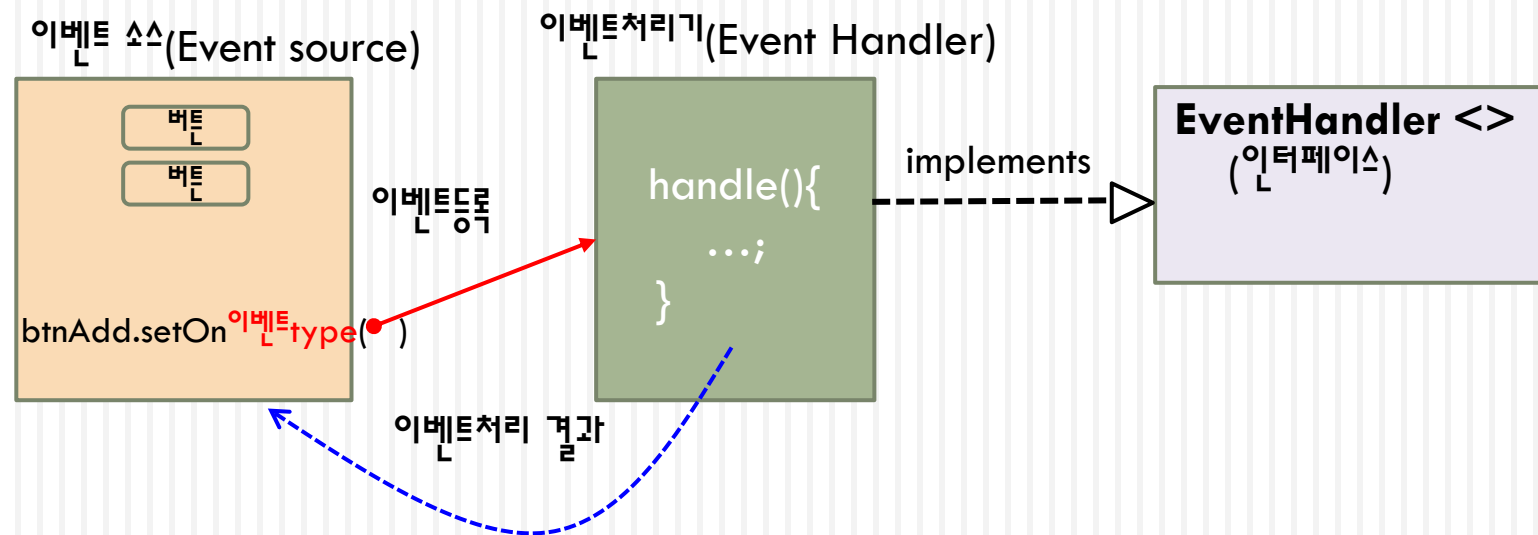 이벤트 소스(Event source)
버튼
버튼
btnAdd.setOn이벤트type( )
이벤트등록
이벤트처리기(Event Handler)
handle(){
...;
}
이벤트처리 결과
implements
EventHandler <>
(인터페이스)